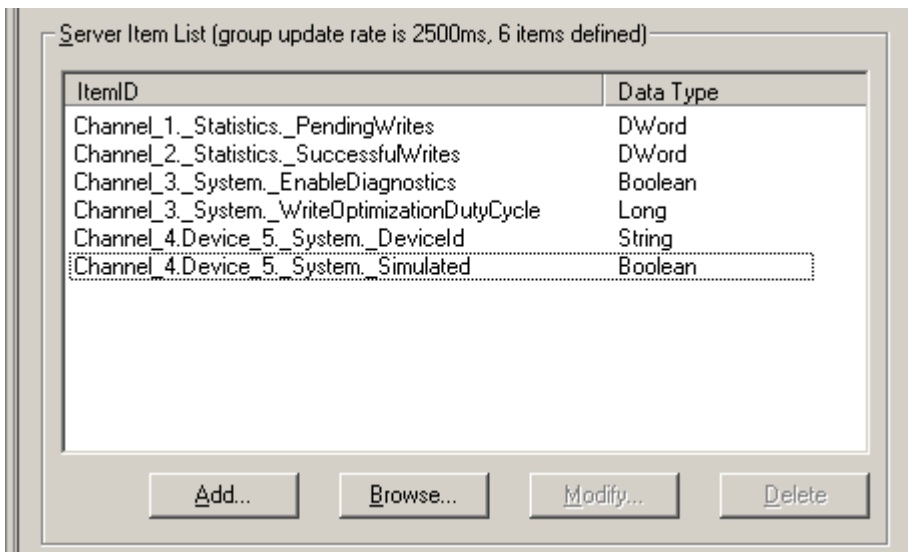 Server Item List (group update rate is 2500ms, 6 items defined)
ItemID Data Type
Channel_1._Statistics._PendingWrites DWord
Channel_2._Statistics._SuccessfulWrites DWord
Channel_3._System._EnableDiagnostics Boolean
Channel_3._System._WriteOptimizationDutyCycle Long
Channel_4.Device_5._System._DeviceId String
Channel_4.Device_5._System._Simulated Boolean
Add... Browse... Modify... Delete